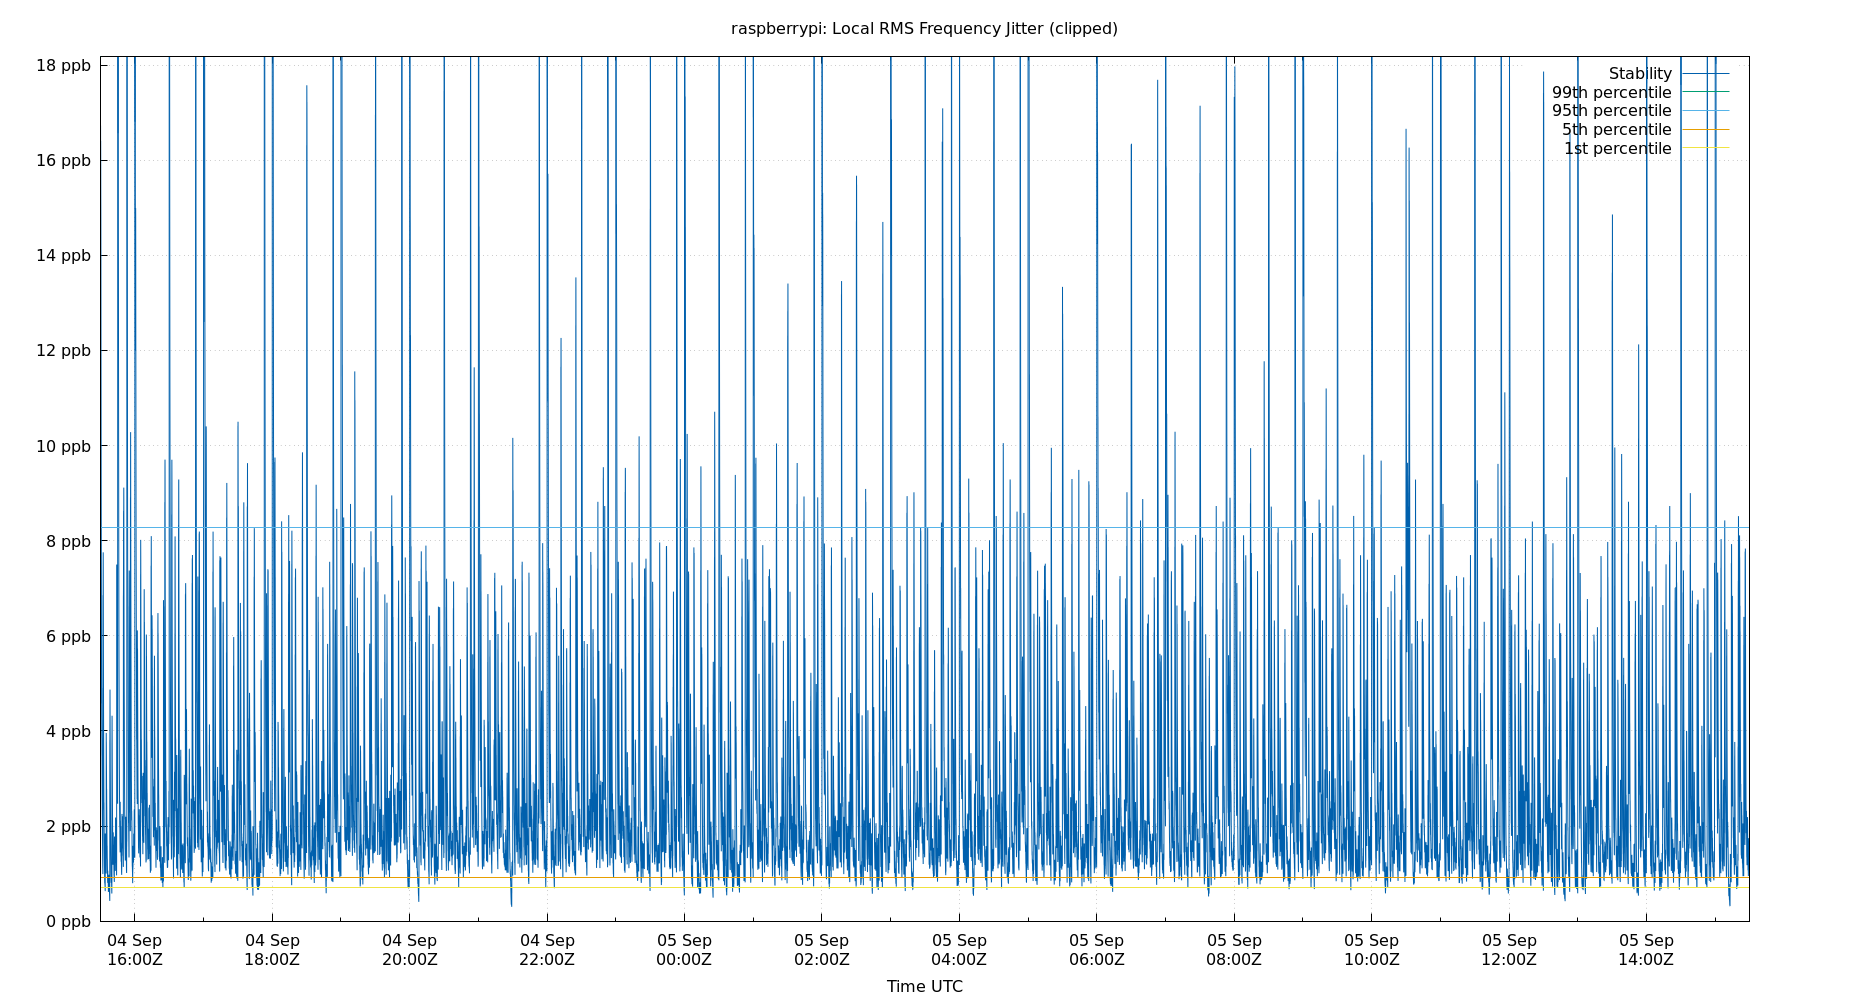 raspberrypi: Local RMS Frequency Jitter (clipped)
18 ppb
16 ppb
14 ppb
12 ppb
10 ppb
8 ppb
6 ppb
4 ppb
2 ppb
0 ppb
Stability
99th percentile
95th percentile
5th percentile
1st percentile
04 Sep 04 Sep 04 Sep 04 Sep 05 Sep 05 Sep 05 Sep 05 Sep 05 Sep 05 Sep 05 Sep 05 Sep
16:00Z 18:00Z 20:00Z 22:00Z 00:00Z 02:00Z 04:00Z 06:00Z 08:00Z 10:00Z 12:00Z 14:00Z
Time UTC